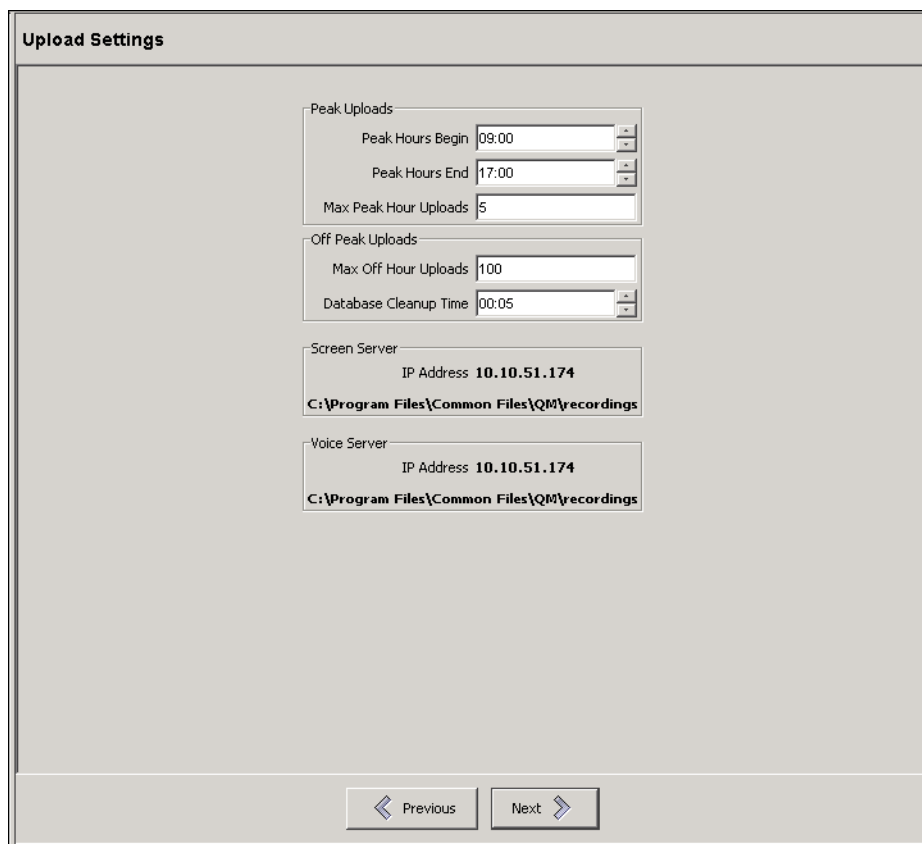 Upload Settings
Peak Uploads
Peak Hours Begin 09:00
Peak Hours End 17:00
Max Peak Hour Uploads 5
Off Peak Uploads
Max Off Hour Uploads 100
Database Cleanup Time 00:05
Screen Server
IP Address 10.10.51.174
C:\Program Files\Common Files\QM\recordings
Voice Server
IP Address 10.10.51.174
C:\Program Files\Common Files\QM\recordings
Previous Next